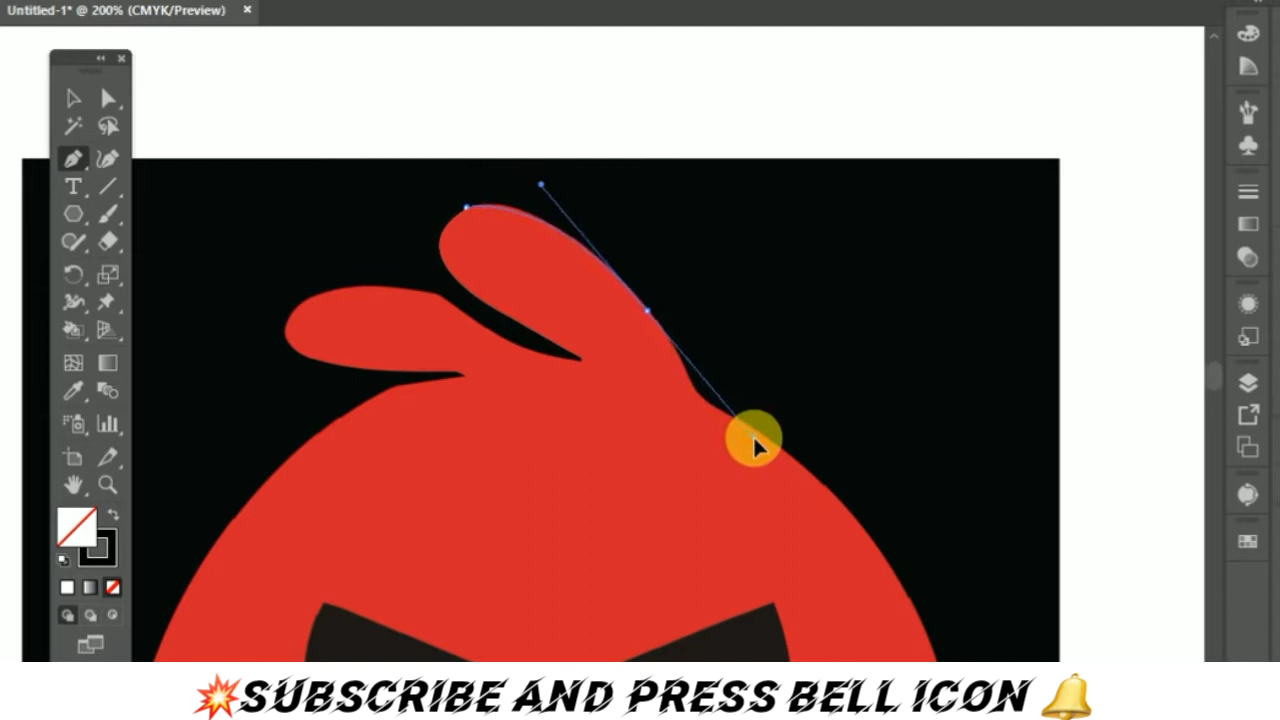 Untitled-1* @ 200% (CMYK/Preview)
💥SUBSCRIBE AND PRESS BELL ICON 🔔